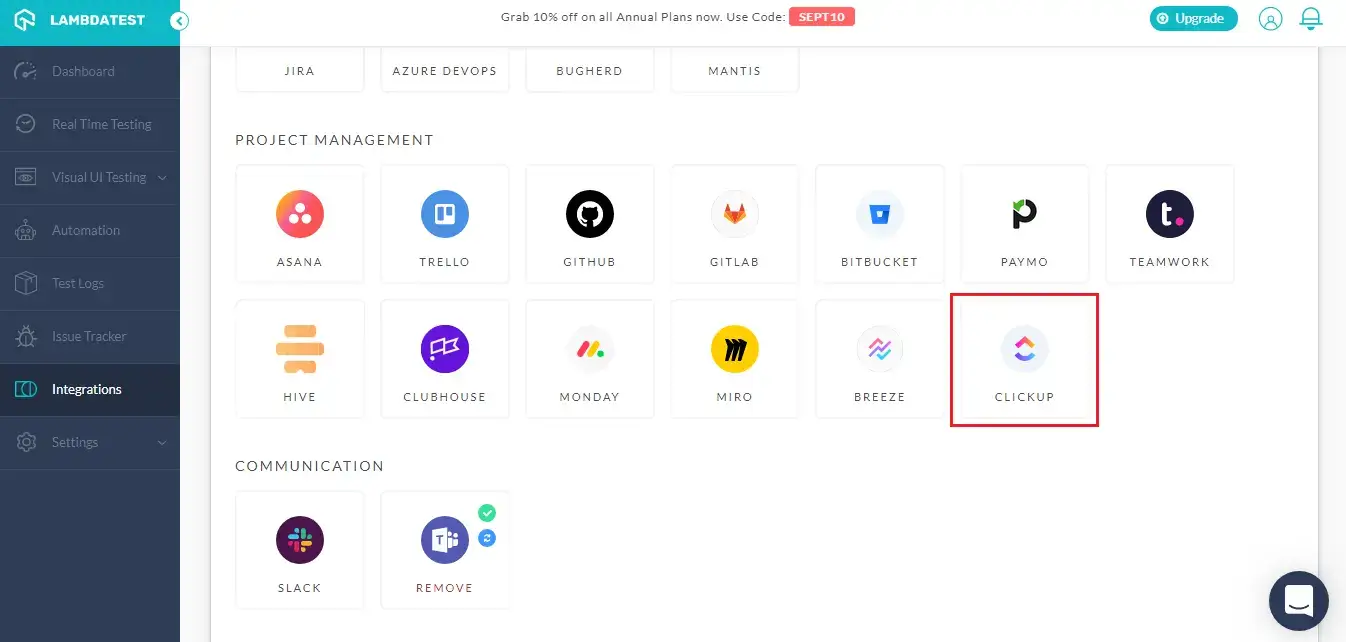 LAMBDATEST
Grab 10% off on all Annual Plans now. Use Code: SEPT10
Upgrade
Dashboard
Real Time Testing
Visual UI Testing
Automation
Test Logs
Issue Tracker
Integrations
Settings
JIRA AZURE DEVOPS BUGHERD MANTIS
PROJECT MANAGEMENT
ASANA TRELLO GITHUB GITLAB BITBUCKET PAYMO TEAMWORK
HIVE CLUBHOUSE MONDAY MIRO BREEZE CLICKUP
COMMUNICATION
SLACK REMOVE